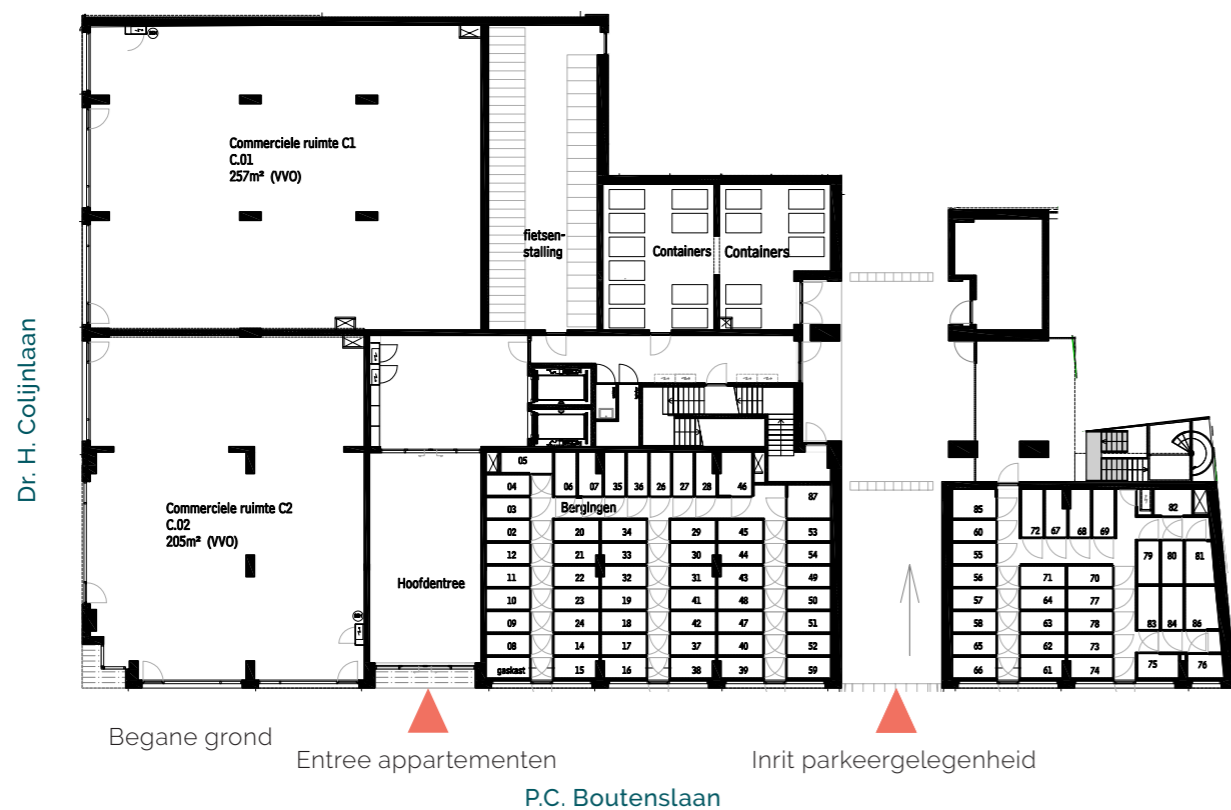 Commerciele ruimte C1
C.01
257m² (VVO)
fietsen-
stalling
Containers
Containers
Dr. H. Colijnlaan
Commerciele ruimte C2
C.02
205m² (VVO)
Hoofdentree
Bergingen
05
06 07 35 36 26 27 28 46
04
87
03
02 20 34 29 45 53
12 21 33 30 44 54
11 22 32 31 43 49
10 23 19 41 48 50
09 24 18 42 47 51
08 14 17 37 40 52
gaskast 15 16 38 39 59
85 72 67 68 69 82
60
55 79 80 81
56 71 70
57 64 77
58 63 78 83 84 86
65 62 73
66 61 74 75 76
Begane grond
Entree appartementen
Inrit parkeergelegenheid
P.C. Boutenslaan